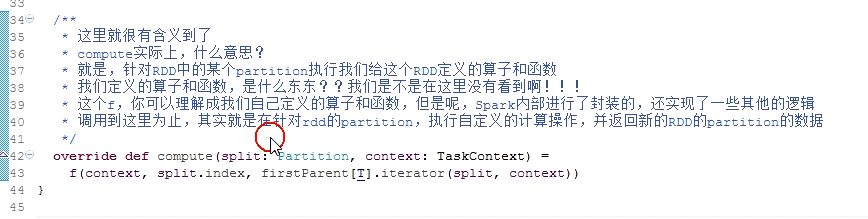 33
34 /**
35 * 这里就很有含义到了
36 * compute实际上，什么意思？
37 * 就是，针对RDD中的某个partition执行我们给这个RDD定义的算子和函数
38 * 我们定义的算子和函数，是什么东东？？我们是不是在这里没有看到啊！！！
39 * 这个f，你可以理解成我们自己定义的算子和函数，但是呢，Spark内部进行了封装的，还实现了一些其他的逻辑
40 * 调用到这里为止，其实就是在针对rdd的partition，执行自定义的计算操作，并返回新的RDD的partition的数据
41 */
42 override def compute(split: Partition, context: TaskContext) =
43 f(context, split.index, firstParent[T].iterator(split, context))
44 }
45